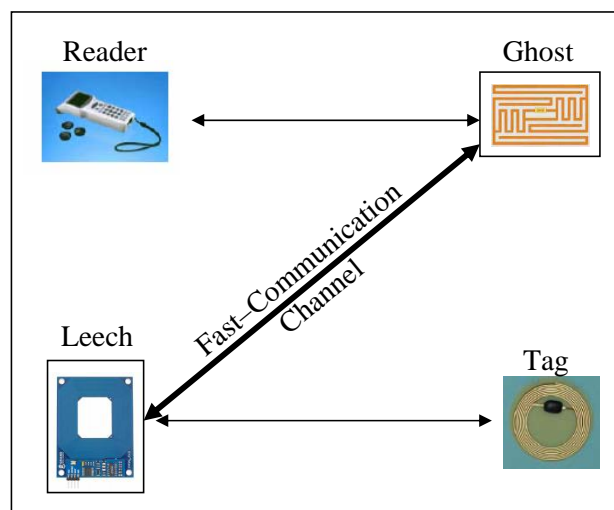 Reader
Ghost
Fast–Communication
Channel
Leech
Tag